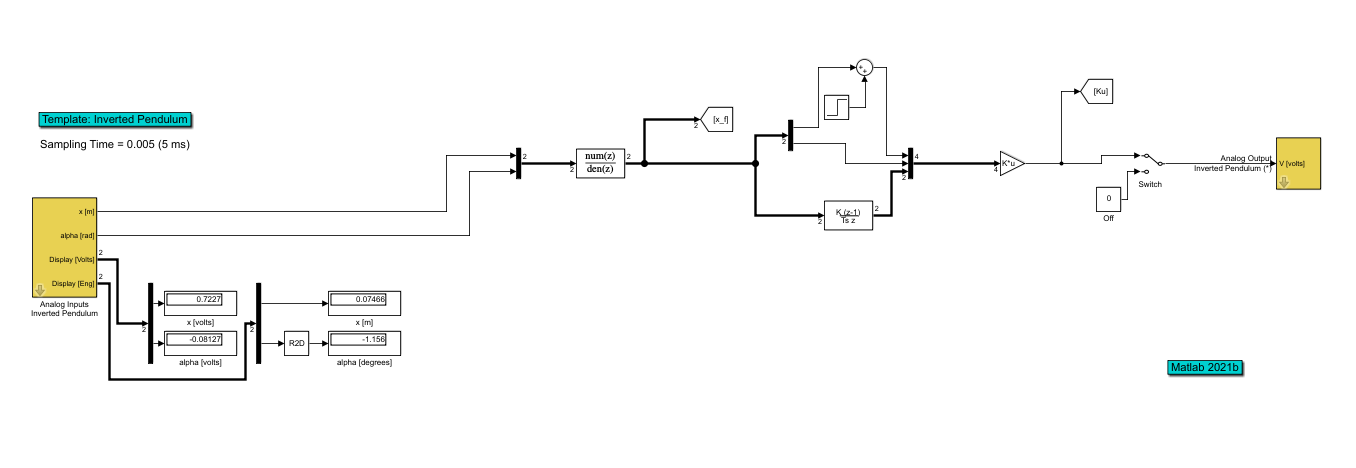 Template: Inverted Pendulum
Sampling Time = 0.005 (5 ms)
x [m]
alpha [rad]
Display [Volts]
2
Display [Eng]
2
Analog Inputs
Inverted Pendulum
2
0.7227
x [volts]
-0.08127
alpha [volts]
2
R2D
0.07466
x [m]
-1.156
alpha [degrees]
2
2
num(z)
den(z)
2
2
[x_f]
2
+
+
2
K (z-1)
Ts z
2
4
2
4
K*u
[Ku]
0
Off
Switch
Analog Output
Inverted Pendulum (*)
V [volts]
Matlab 2021b